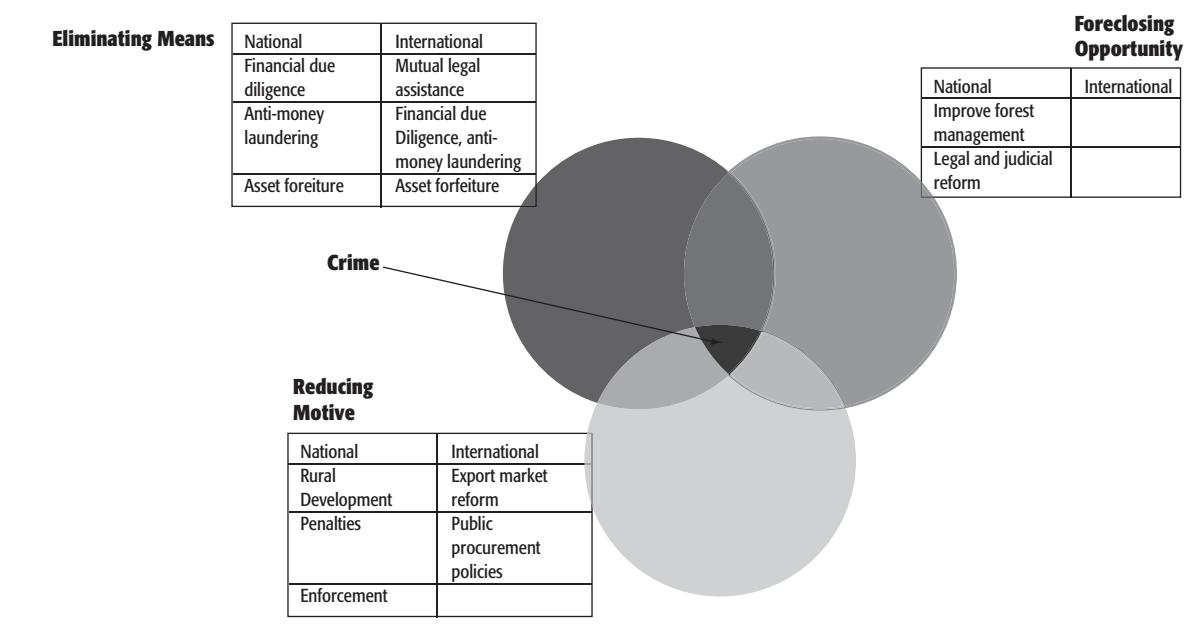 Eliminating Means
National International
Financial due Mutual legal
diligence assistance
Anti-money Financial due
laundering Diligence, anti-
money laundering
Asset foreiture Asset forfeiture
Foreclosing
Opportunity
National International
Improve forest
management
Legal and judicial
reform
Crime
Reducing
Motive
National International
Rural Export market
Development reform
Penalties Public
procurement
policies
Enforcement